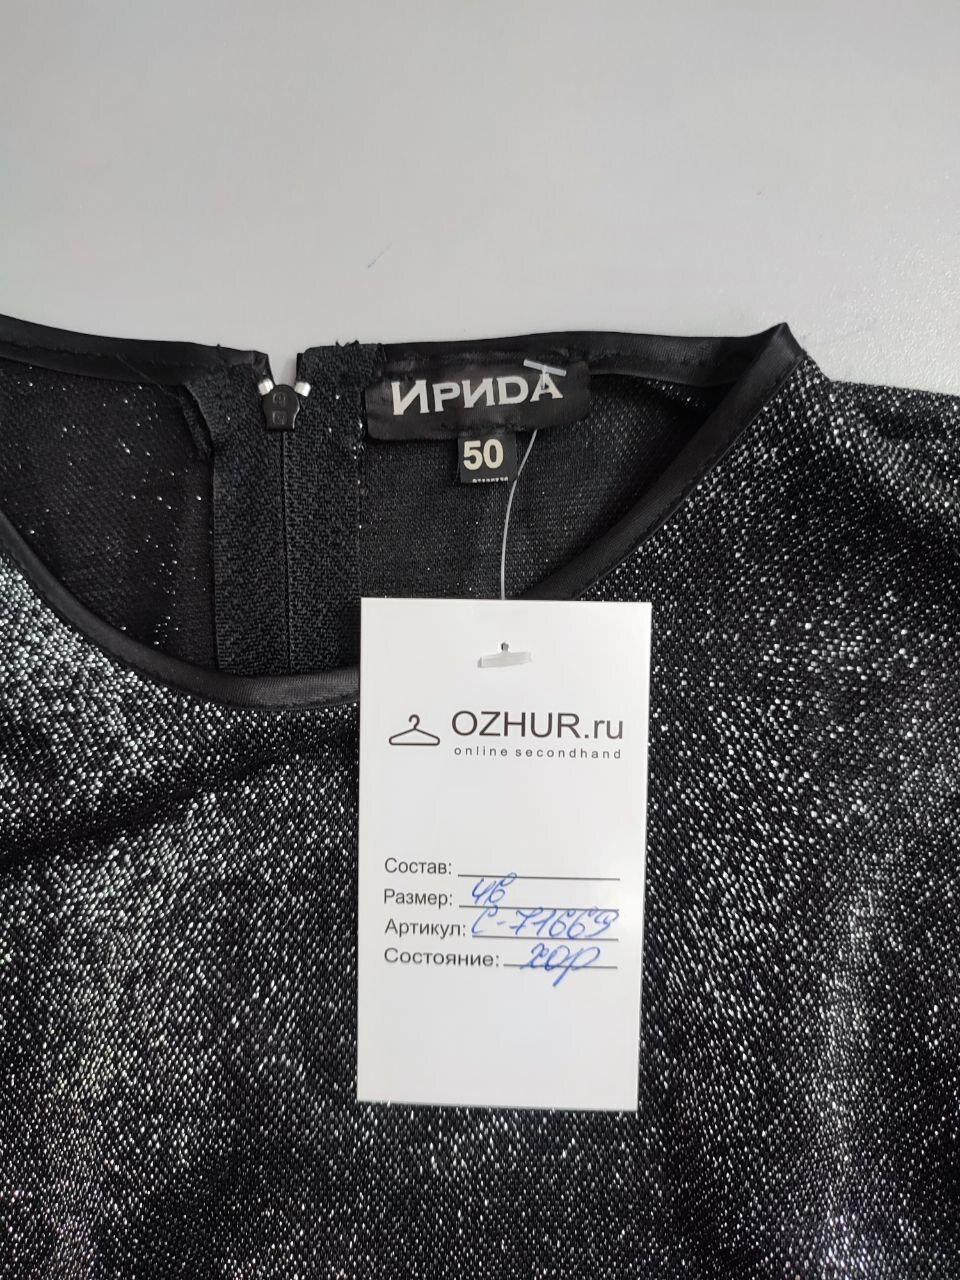 ИРИДА
50
OZHUR.ru
online secondhand
Состав:
Размер: 46
Артикул: С-71669
Состояние: хор